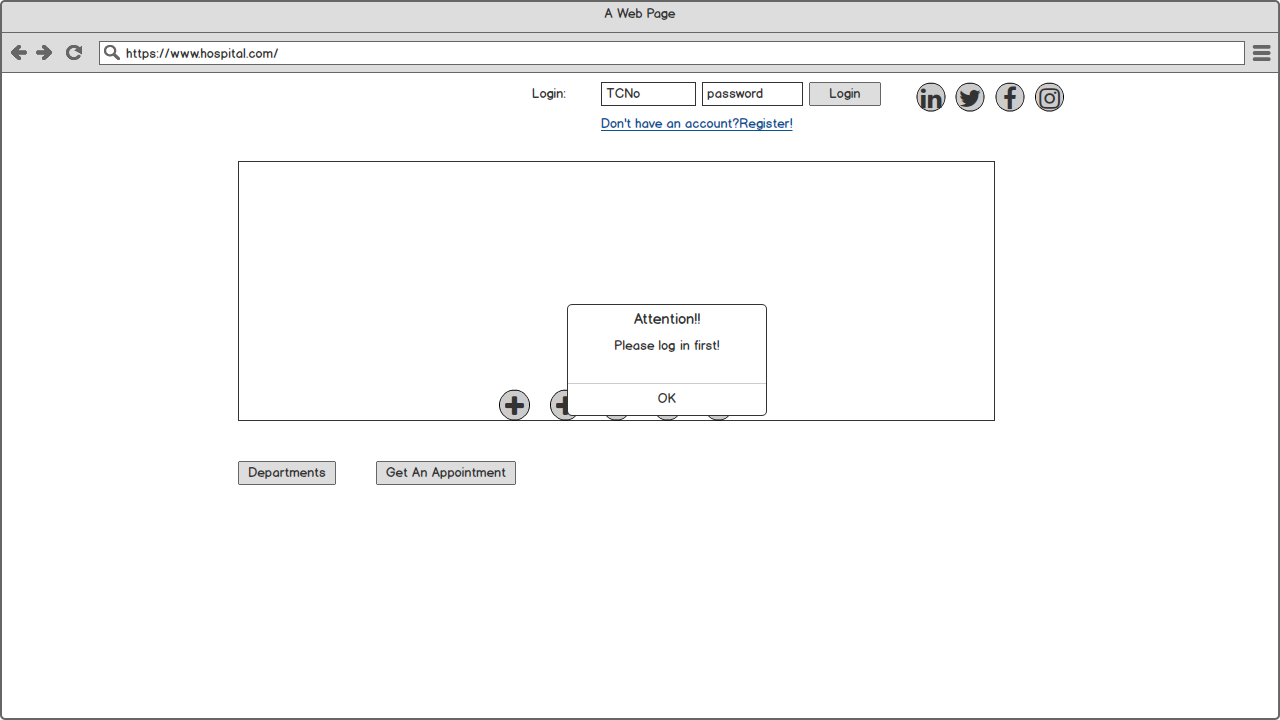 A Web Page
https://www.hospital.com/
Login: TCNo password Login
Don't have an account?Register!
Attention!!
Please log in first!
OK
Departments Get An Appointment